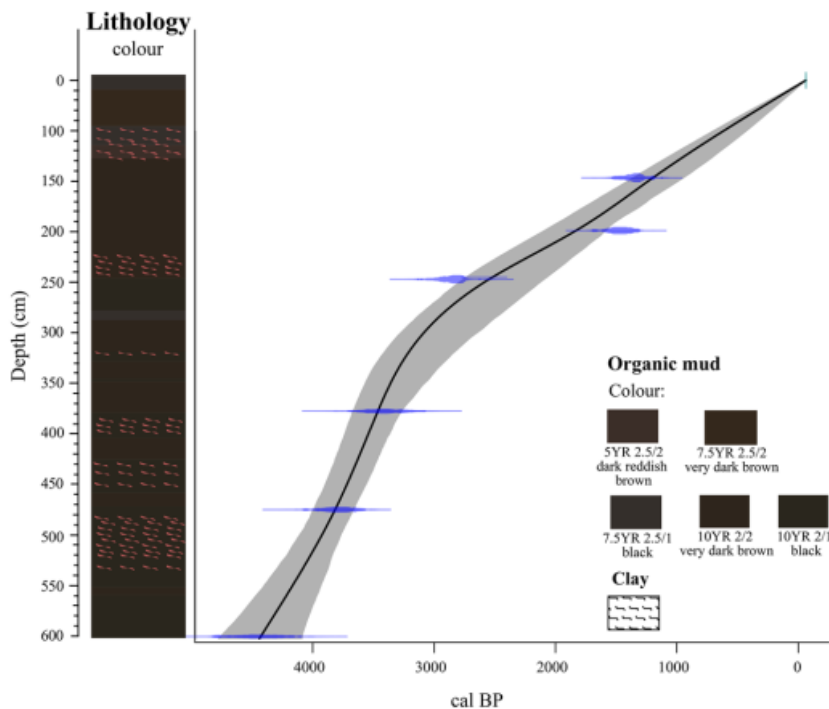 Lithology
colour
Depth (cm)
0
50
100
150
200
250
300
350
400
450
500
550
600
Organic mud
Colour:
5YR 2.5/2
dark reddish
brown
7.5YR 2.5/2
very dark brown
7.5YR 2.5/1
black
10YR 2/2
very dark brown
10YR 2/1
black
Clay
4000
3000
2000
1000
0
cal BP